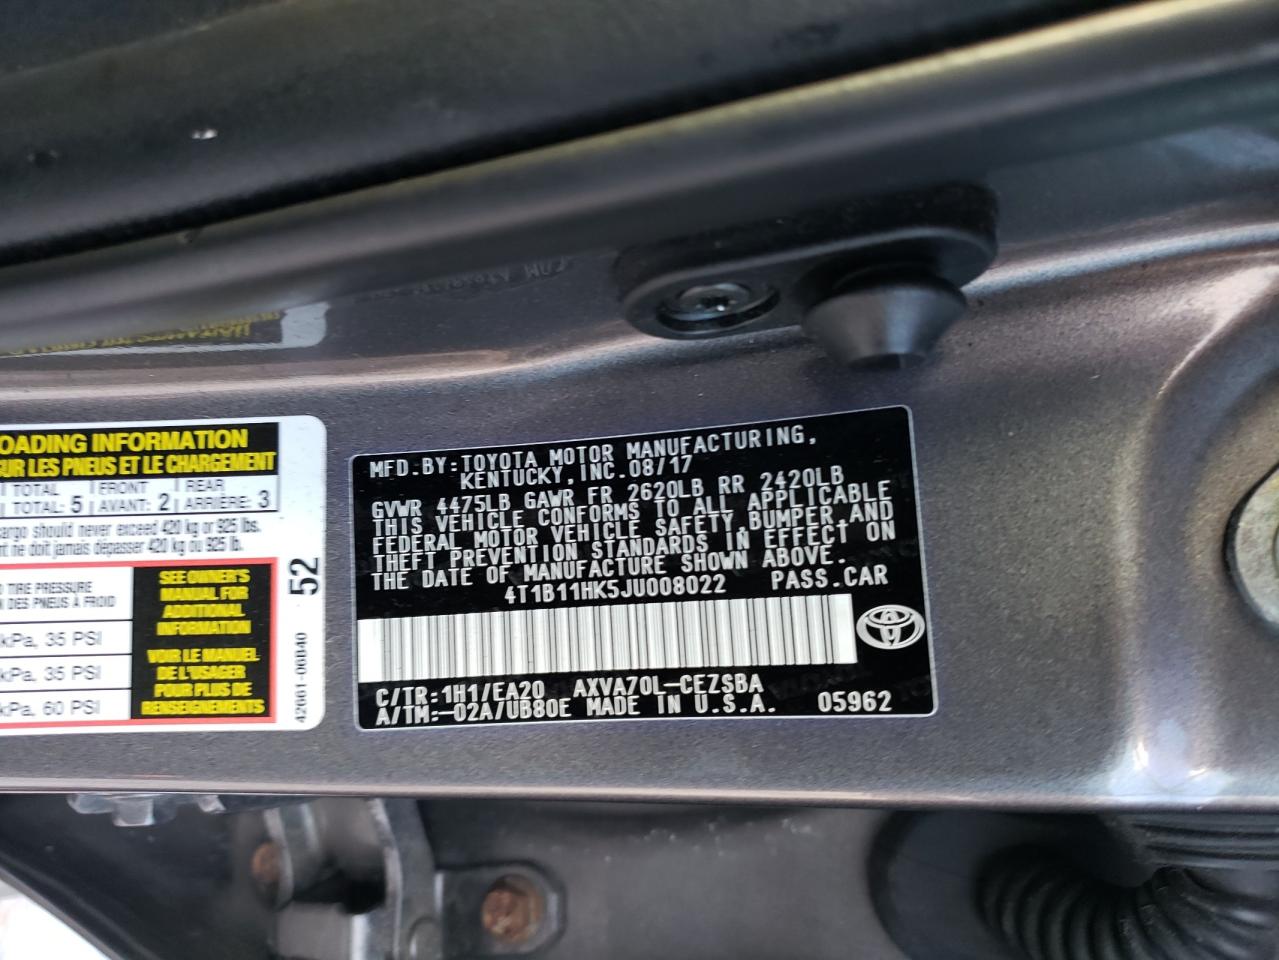 OADING INFORMATION
SUR LES PNEUS ET LE CHARGEMENT
TOTAL | FRONT | REAR
TOTAL: 5 | AVANT: 2 | ARRIÈRE: 3
cargo should never exceed 420 kg or 925 lbs.
nt ne doit jamais dépasser 420 kg ou 925 lb.
TIRE PRESSURE
DES PNEUS À FROID
kPa, 35 PSI
kPa, 35 PSI
kPa, 60 PSI
SEE OWNER'S
MANUAL FOR
ADDITIONAL
INFORMATION
VOIR LE MANUEL
DE L'USAGER
POUR PLUS DE
RENSEIGNEMENTS
52
42661-06B40
MFD. BY: TOYOTA MOTOR MANUFACTURING,
KENTUCKY, INC. 08/17
GVWR 4475LB GAWR FR 2620LB RR 2420LB
THIS VEHICLE CONFORMS TO ALL APPLICABLE
FEDERAL MOTOR VEHICLE SAFETY, BUMPER, AND
THEFT PREVENTION STANDARDS IN EFFECT ON
THE DATE OF MANUFACTURE SHOWN ABOVE.
4T1B11HK5JU008022 PASS. CAR
C/TR: 1H1/EA20 AXVA70L-CEZSBA
A/TM: -02A/UB80E MADE IN U.S.A. 05962